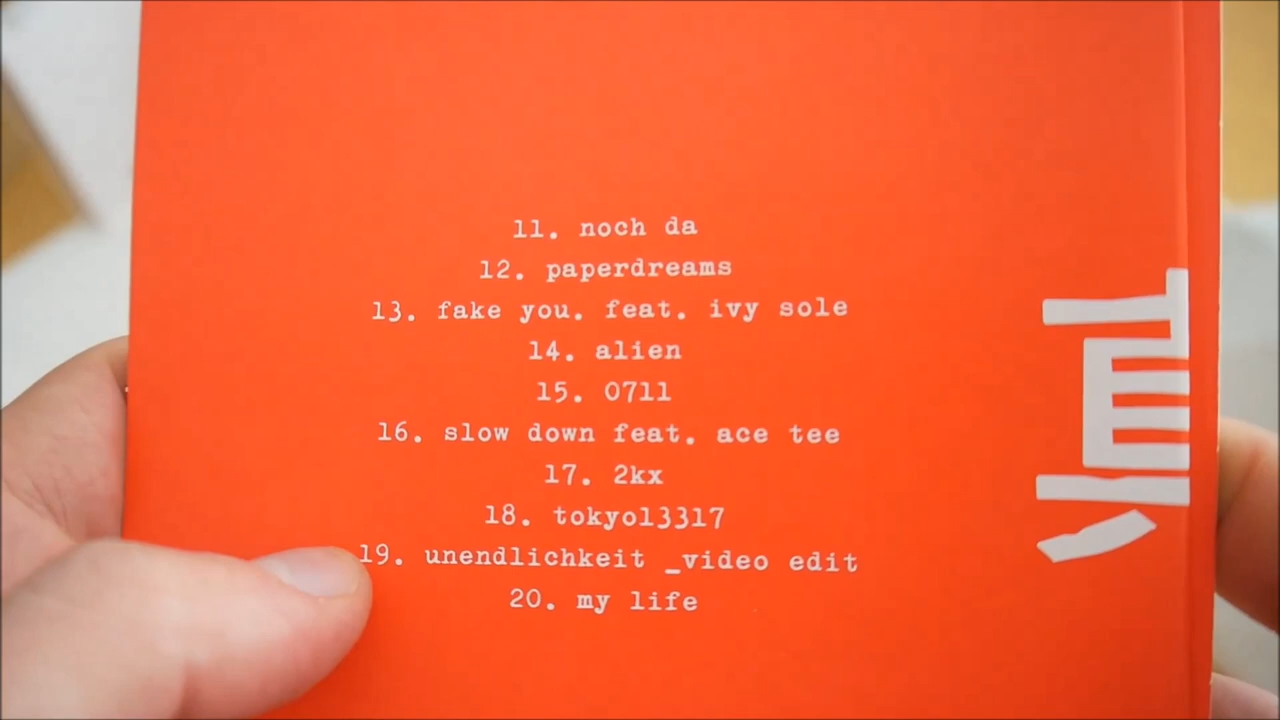 11. noch da
12. paperdreams
13. fake you. feat. ivy sole
14. alien
15. 0711
16. slow down feat. ace tee
17. 2kx
18. tokyo13317
19. unendlichkeit _video edit
20. my life